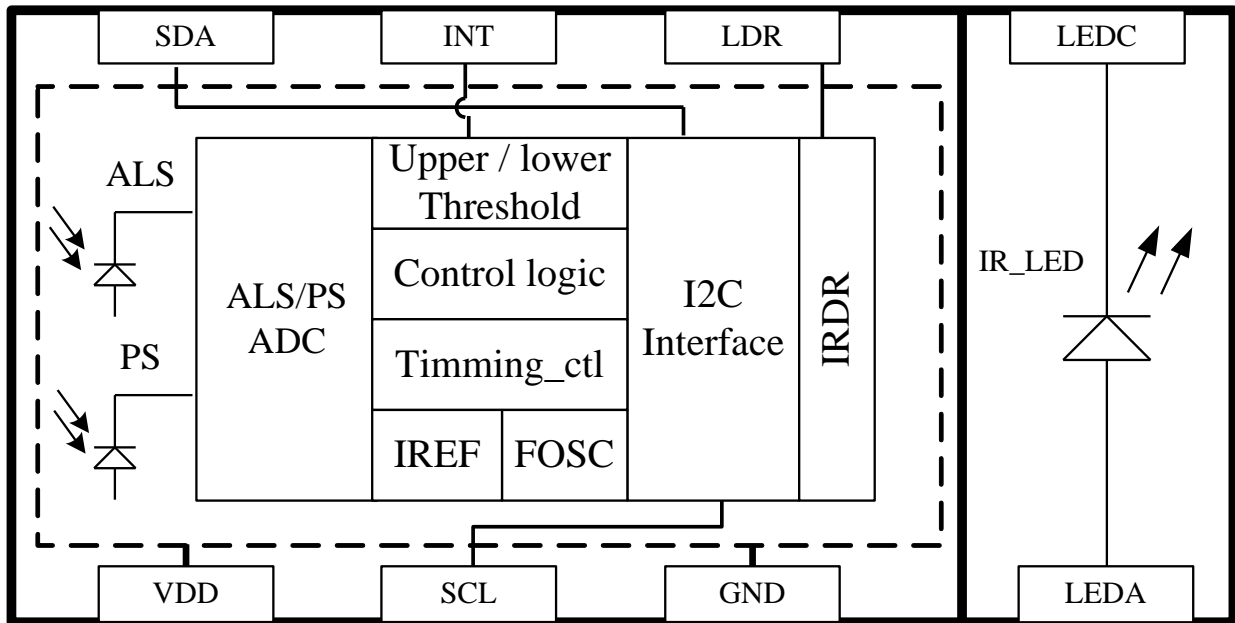 SDA
INT
LDR
LEDC
ALS
PS
ALS/PS
ADC
Upper / lower
Threshold
Control logic
Timming_ctl
IREF
FOSC
I2C
Interface
IRDR
IR_LED
VDD
SCL
GND
LEDA